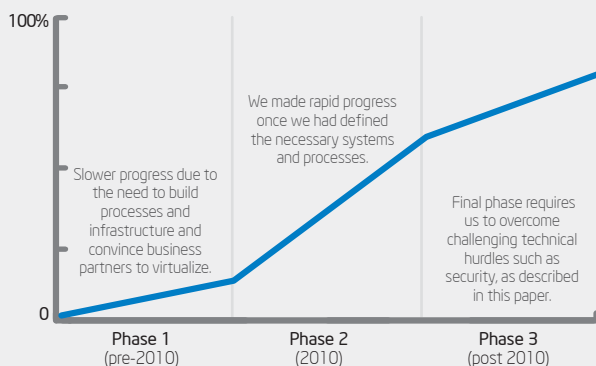 100%
We made rapid progress
once we had defined
the necessary systems
and processes.
Slower progress due to
the need to build
processes and
infrastructure and
convince business
partners to virtualize.
Final phase requires
us to overcome
challenging technical
hurdles such as
security, as described
in this paper.
0
Phase 1
(pre-2010)
Phase 2
(2010)
Phase 3
(post 2010)